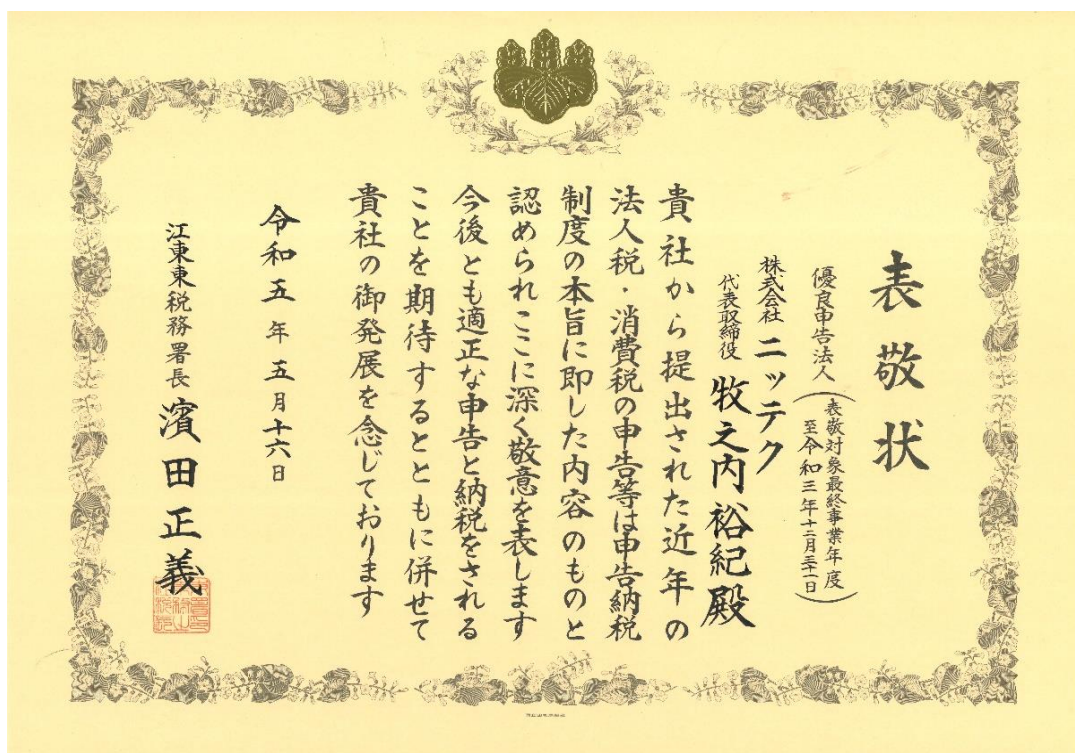 表敬状
優良申告法人
(表敬対象最終事業年度
至令和三年十二月三十一日)
株式会社 ニッテク
代表取締役 牧之内裕紀殿
貴社から提出された近年の
法人税・消費税の申告等は申告納税
制度の本旨に即した内容のものと
認められここに深く敬意を表します
今後とも適正な申告と納税をされる
ことを期待するとともに併せて
貴社の御発展を念じております
令和五年五月十六日
江東東税務署長 濱田正義